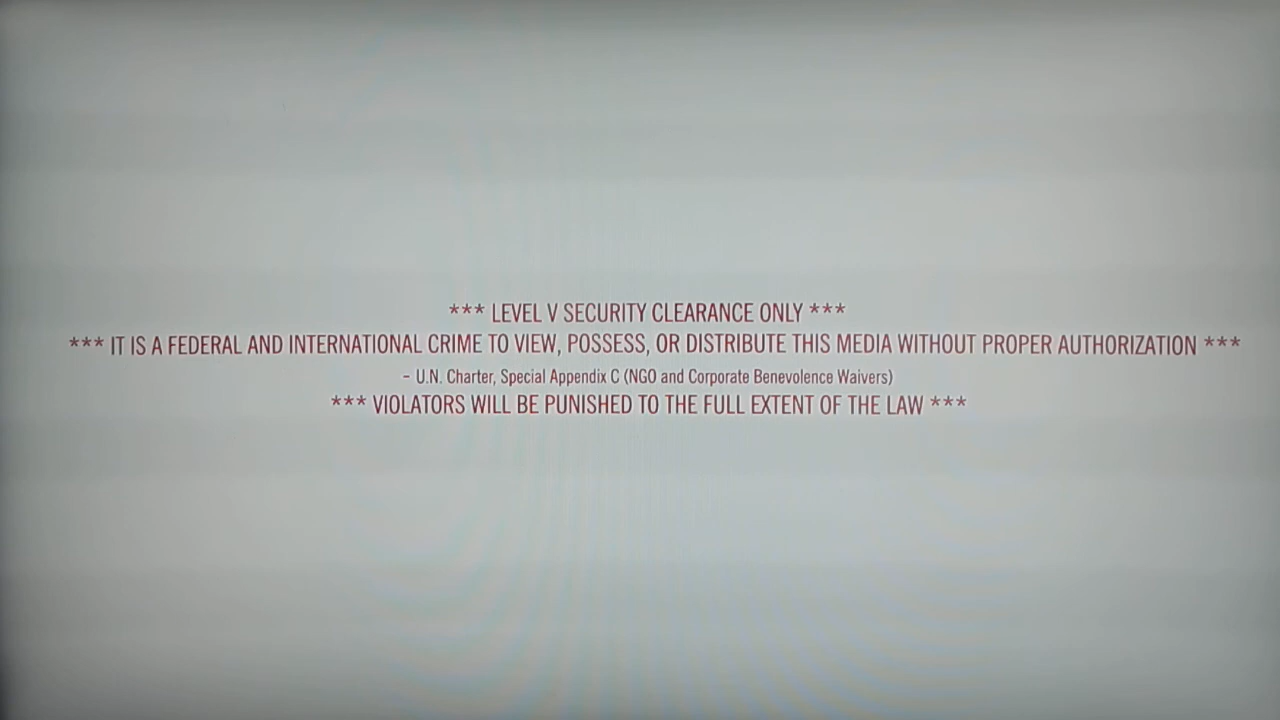 *** LEVEL V SECURITY CLEARANCE ONLY ***
*** IT IS A FEDERAL AND INTERNATIONAL CRIME TO VIEW, POSSESS, OR DISTRIBUTE THIS MEDIA WITHOUT PROPER AUTHORIZATION ***
– U.N. Charter, Special Appendix C (NGO and Corporate Benevolence Waivers)
*** VIOLATORS WILL BE PUNISHED TO THE FULL EXTENT OF THE LAW ***